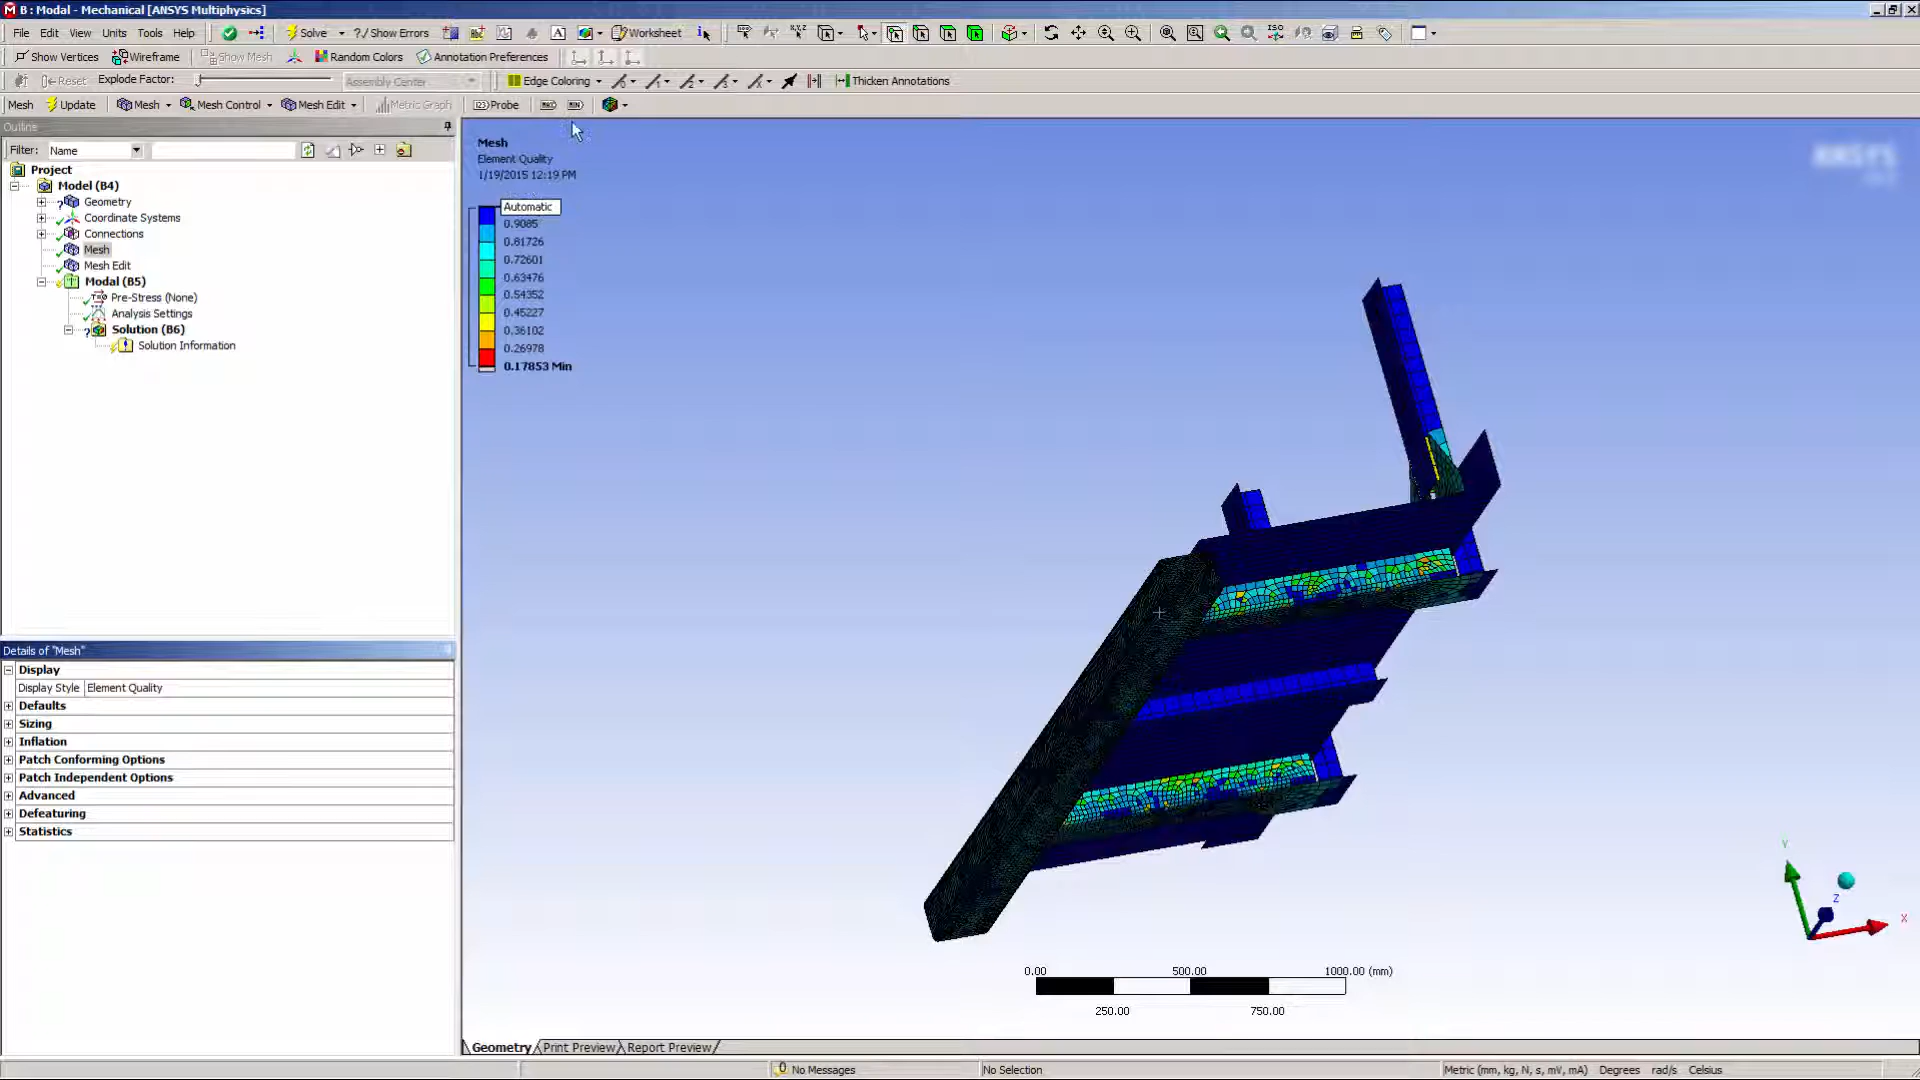 B : Modal - Mechanical [ANSYS Multiphysics]
File Edit View Units Tools Help Solve ?/ Show Errors A Worksheet i
Show Vertices Wireframe Show Mesh Random Colors Annotation Preferences
Reset Explode Factor: Assembly Center Edge Coloring Thicken Annotations
Mesh Update Mesh Mesh Control Mesh Edit Metric Graph Probe MAX MIN
Outline
Filter: Name
Project
Model (B4)
Geometry
Coordinate Systems
Connections
Mesh
Mesh Edit
Modal (B5)
Pre-Stress (None)
Analysis Settings
Solution (B6)
Solution Information
Details of "Mesh"
Display
Display Style Element Quality
Defaults
Sizing
Inflation
Patch Conforming Options
Patch Independent Options
Advanced
Defeaturing
Statistics
Mesh
Element Quality
1/19/2015 12:19 PM
Automatic
0.9085
0.81726
0.72601
0.63476
0.54352
0.45227
0.36102
0.26978
0.17853 Min
ANSYS
Y
Z
X
0.00 500.00 1000.00 (mm)
250.00 750.00
Geometry Print Preview Report Preview
No Messages No Selection Metric (mm, kg, N, s, mV, mA) Degrees rad/s Celsius